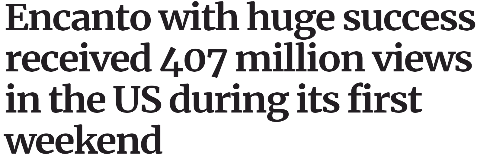 Encanto with huge success
received 407 million views
in the US during its first
weekend